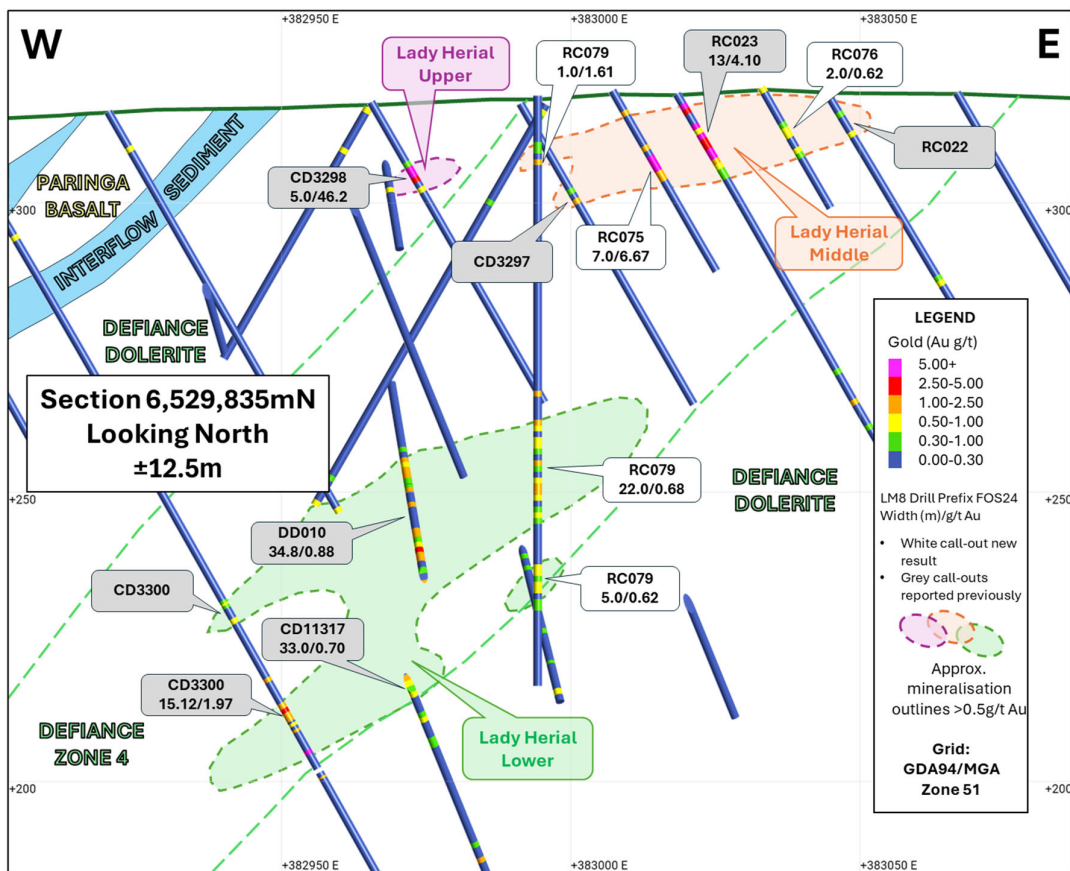 +382950 E
+383000 E
+383050 E
W
E
Lady Herial
Upper
RC079
1.0/1.61
RC023
13/4.10
RC076
2.0/0.62
RC022
INTERFLOW SEDIMENT
PARINGA
BASALT
CD3298
5.0/46.2
+300
+300
CD3297
RC075
7.0/6.67
Lady Herial
Middle
DEFIANCE
DOLERITE
Section 6,529,835mN
Looking North
±12.5m
LEGEND
Gold (Au g/t)
5.00+
2.50-5.00
1.00-2.50
0.50-1.00
0.30-1.00
0.00-0.30
RC079
22.0/0.68
DEFIANCE
DOLERITE
+250
+250
LM8 Drill Prefix FOS24
Width (m)/g/t Au
• White call-out new
result
• Grey call-outs
reported previously
DD010
34.8/0.88
CD3300
RC079
5.0/0.62
CD11317
33.0/0.70
Approx.
mineralisation
outlines >0.5g/t Au
CD3300
15.12/1.97
DEFIANCE
ZONE 4
Lady Herial
Lower
Grid:
GDA94/MGA
Zone 51
+200
+200
+382950 E
+383000 E
+383050 E